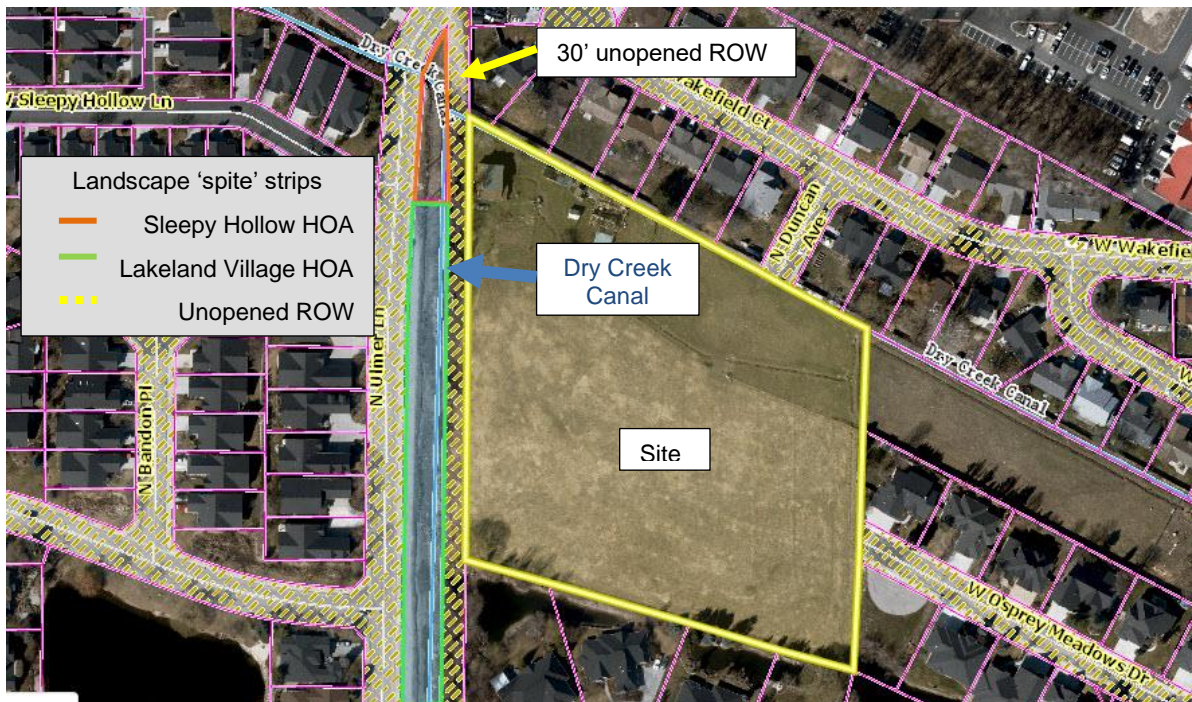 Dry Creek Canal
30’ unopened ROW
W Sleepy Hollow Ln
Wakefield Ct
Landscape ‘spite’ strips
Sleepy Hollow HOA
Lakeland Village HOA
Unopened ROW
N Duncan
Ave
W Wakefie
Dry Creek
Canal
N Ulmer Ln
Dry Creek Canal
N Bandon Pl
Site
W Osprey Meadows Dr
W